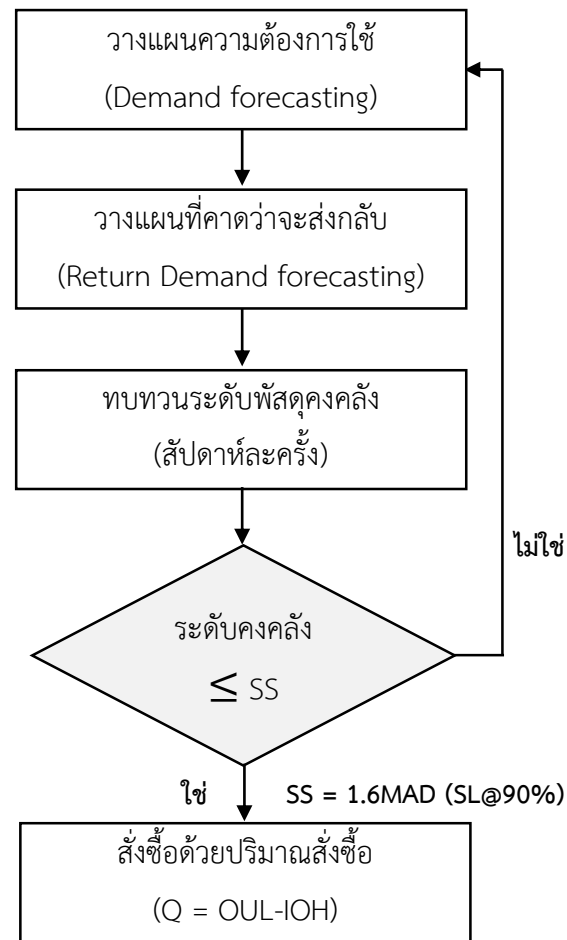 วางแผนความต้องการใช้
(Demand forecasting)
วางแผนที่คาดว่าจะส่งกลับ
(Return Demand forecasting)
ทบทวนระดับพัสดุคงคลัง
(สัปดาห์ละครั้ง)
ไม่ใช่
ระดับคงคลัง
≤ SS
ใช่ SS = 1.6MAD (SL@90%)
สั่งซื้อด้วยปริมาณสั่งซื้อ
(Q = OUL-IOH)